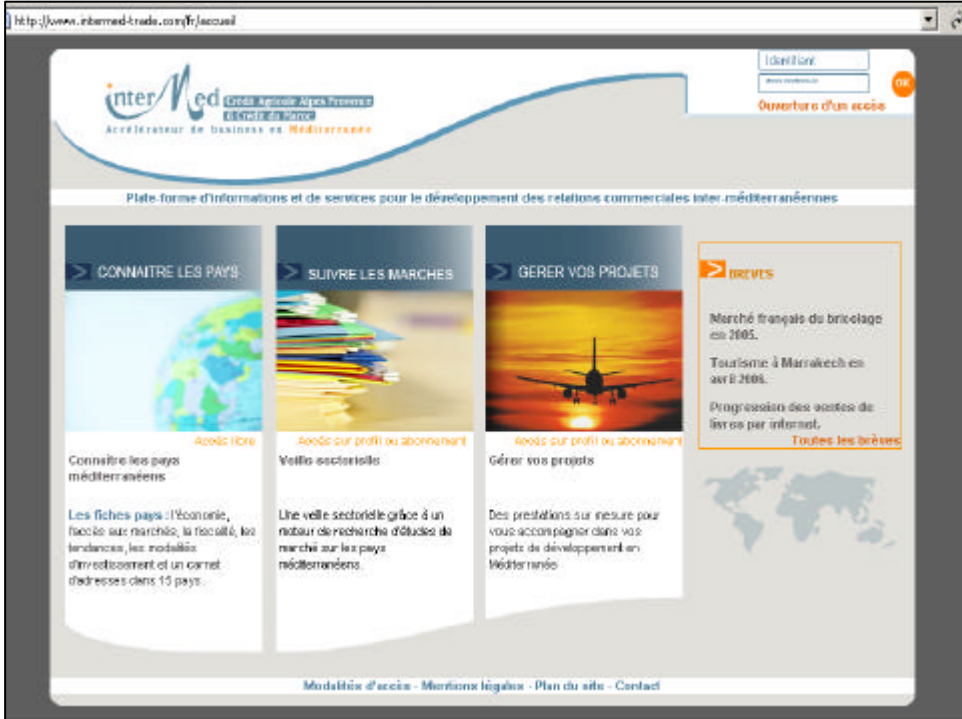 http://www.intermed-trade.com/fr/accueil
Identifiant
OK
Ouverture d'un accès
interMed
Crédit Agricole Alpes Provence
& Crédit du Maroc
Accélérateur de business en Méditerranée
Plate-forme d'informations et de services pour le développement des relations commerciales inter-méditerranéennes
CONNAITRE LES PAYS
Accès libre
Connaitre les pays
méditerranéens
Les fiches pays : l'économie,
l'accès aux marchés, la fiscalité, les
tendances, les modalités
d'investissement et un carnet
d'adresses dans 15 pays.
SUIVRE LES MARCHES
Accès sur profil ou abonnement
Veille sectorielle
Une veille sectorielle grâce à un
moteur de recherche d'études de
marché sur les pays
méditerranéens.
GERER VOS PROJETS
Accès sur profil ou abonnement
Gérer vos projets
Des prestations sur mesure pour
vous accompagner dans vos
projets de développement en
Méditerranée
BREVES
Marché français du bricolage
en 2005.
Tourisme à Marrakech en
avril 2006.
Progression des ventes de
livres par internet.
Toutes les brèves
Modalités d'accès - Mentions légales - Plan du site - Contact